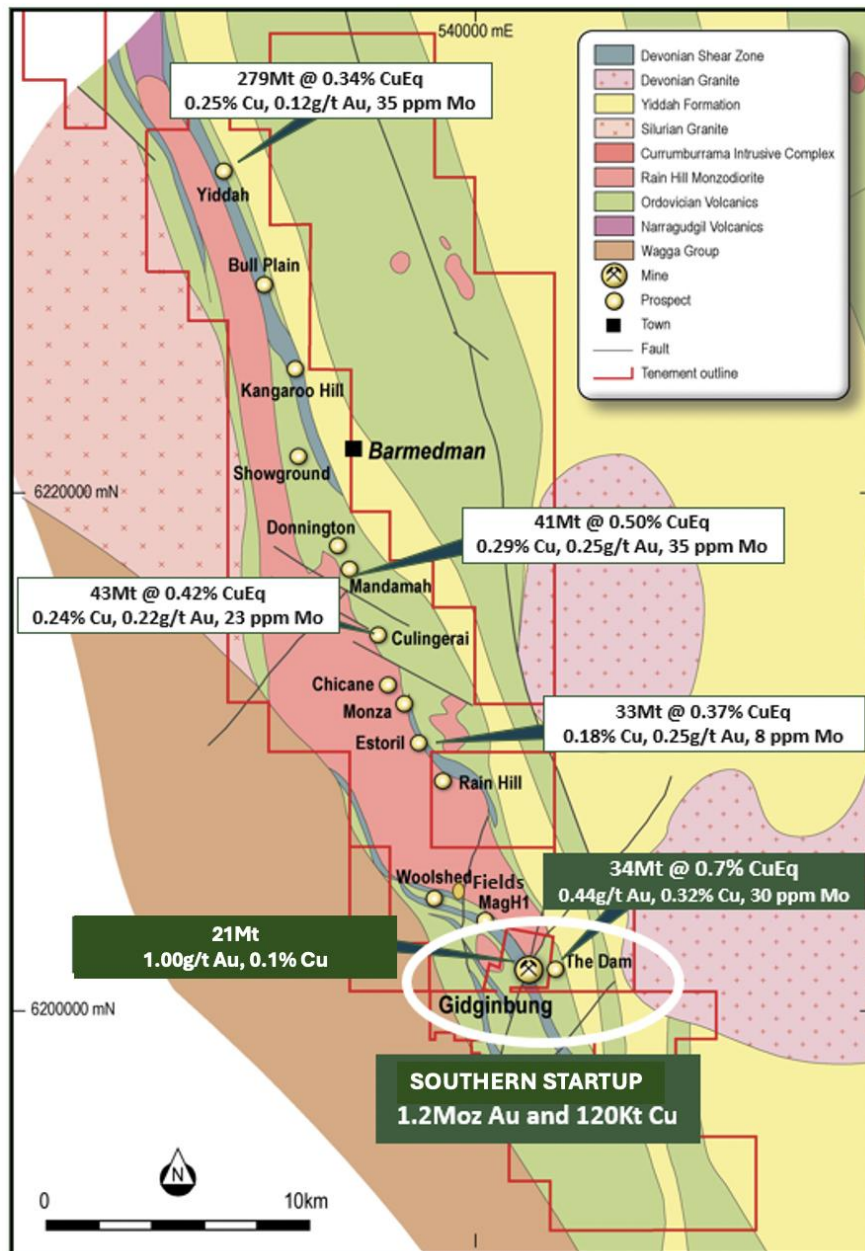 540000 mE
Devonian Shear Zone
Devonian Granite
Yiddah Formation
Silurian Granite
Currumburrama Intrusive Complex
Rain Hill Monzodiorite
Ordovician Volcanics
Narragudgil Volcanics
Wagga Group
Mine
Prospect
Town
Fault
Tenement outline
279Mt @ 0.34% CuEq
0.25% Cu, 0.12g/t Au, 35 ppm Mo
Yiddah
Bull Plain
Kangaroo Hill
Barmedman
Showground
6220000 mN
Donnington
41Mt @ 0.50% CuEq
0.29% Cu, 0.25g/t Au, 35 ppm Mo
Mandamah
43Mt @ 0.42% CuEq
0.24% Cu, 0.22g/t Au, 23 ppm Mo
Culingerai
Chicane
Monza
33Mt @ 0.37% CuEq
0.18% Cu, 0.25g/t Au, 8 ppm Mo
Estoril
Rain Hill
34Mt @ 0.7% CuEq
0.44g/t Au, 0.32% Cu, 30 ppm Mo
Woolshed
Fields
MagH1
21Mt
1.00g/t Au, 0.1% Cu
The Dam
Gidginbung
6200000 mN
SOUTHERN STARTUP
1.2Moz Au and 120Kt Cu
N
0 10km